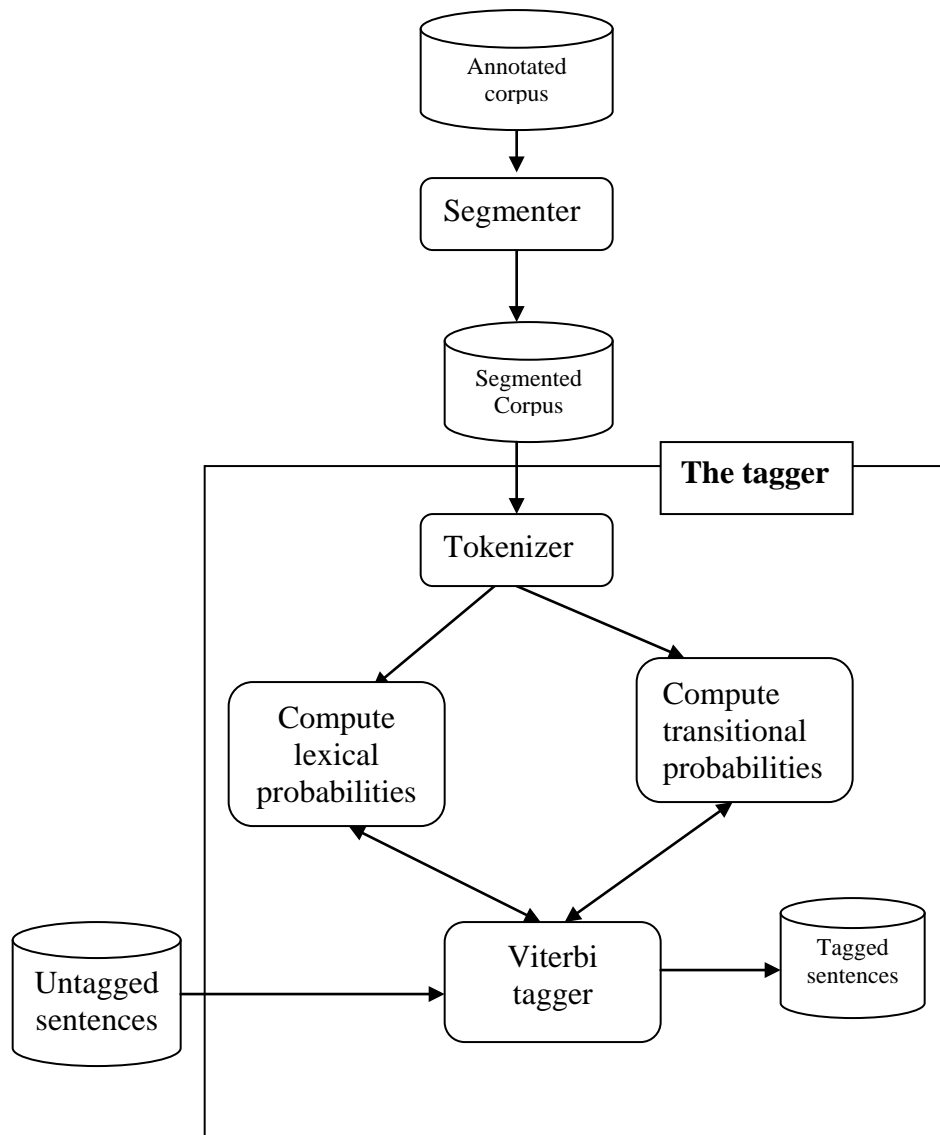 Annotated
corpus
Segmenter
Segmented
Corpus
The tagger
Tokenizer
Compute
lexical
probabilities
Compute
transitional
probabilities
Untagged
sentences
Viterbi
tagger
Tagged
sentences